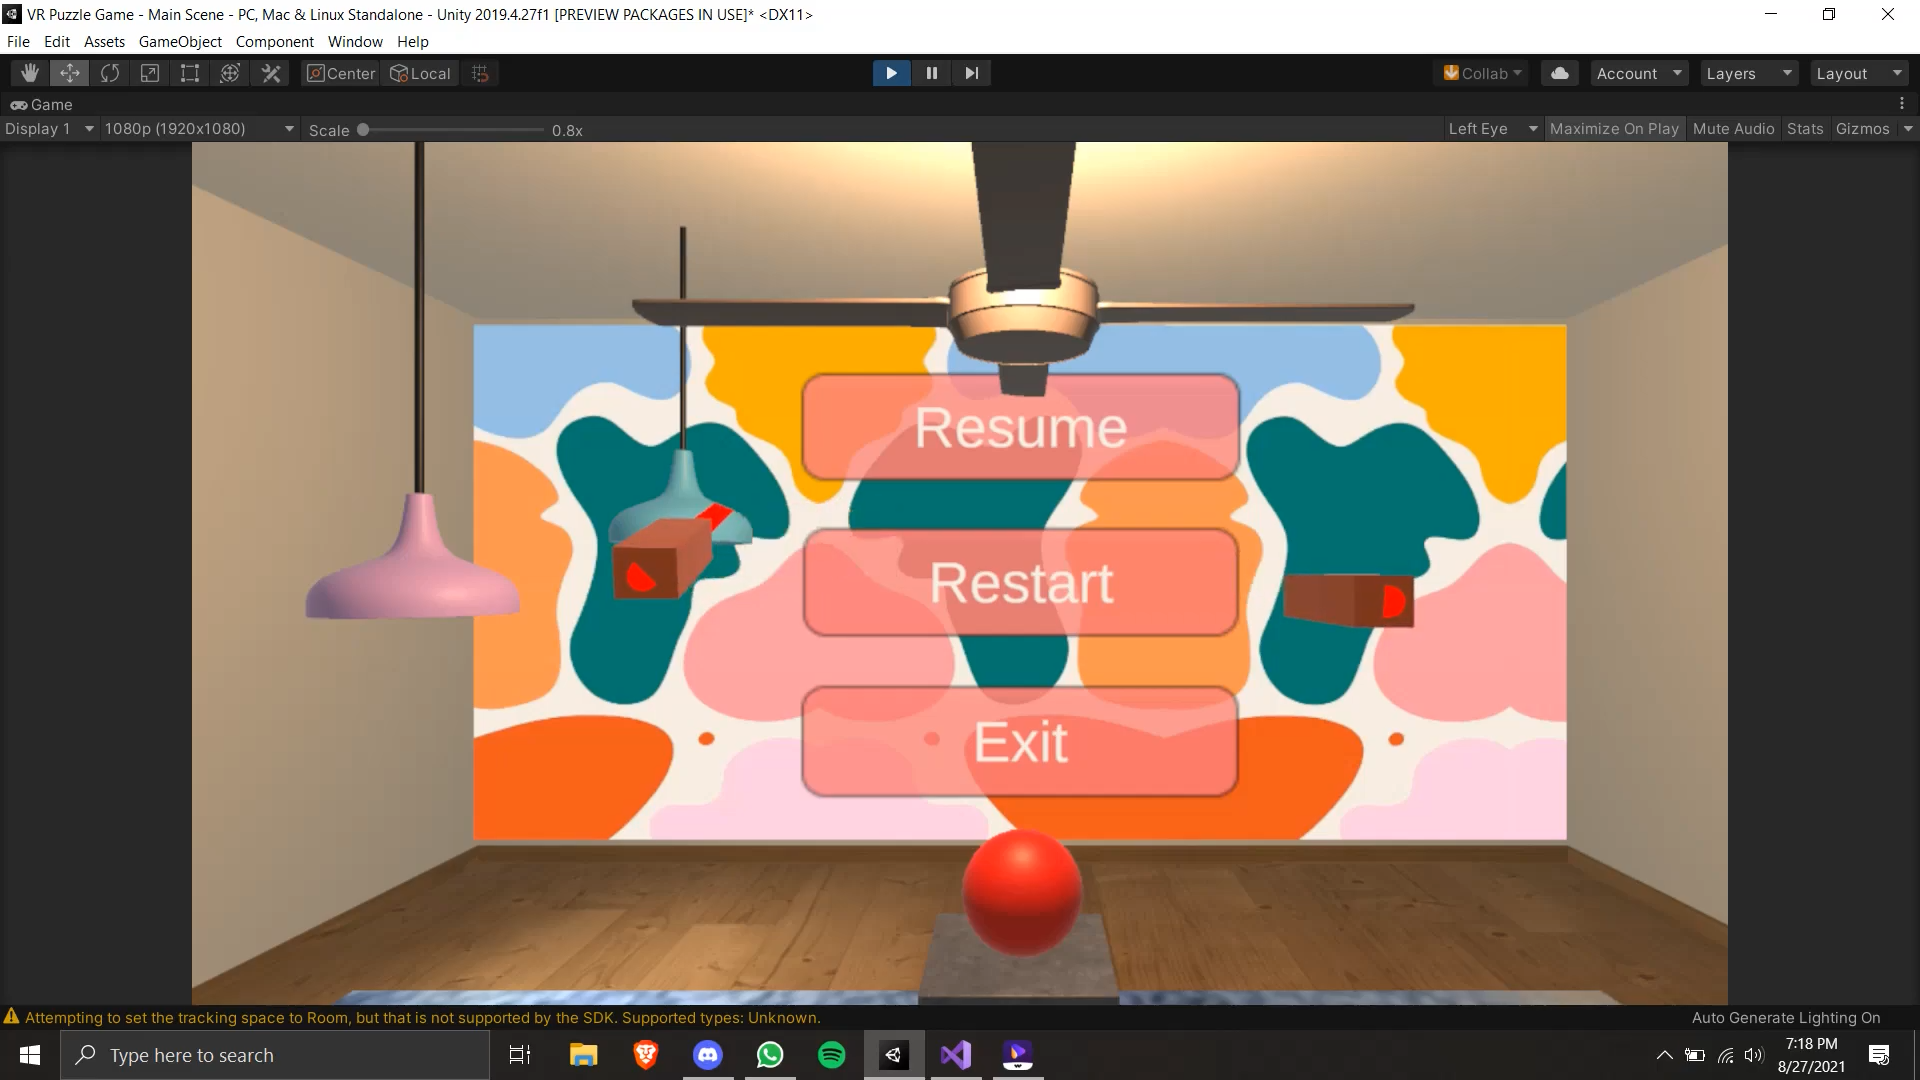 VR Puzzle Game - Main Scene - PC, Mac & Linux Standalone - Unity 2019.4.27f1 [PREVIEW PACKAGES IN USE]* <DX11>
File Edit Assets GameObject Component Window Help
Center Local Collab Account Layers Layout
Game
Display 1 1080p (1920x1080) Scale 0.8x Left Eye Maximize On Play Mute Audio Stats Gizmos
Resume
Restart
Exit
Attempting to set the tracking space to Room, but that is not supported by the SDK. Supported types: Unknown. Auto Generate Lighting On
Type here to search
7:18 PM
8/27/2021